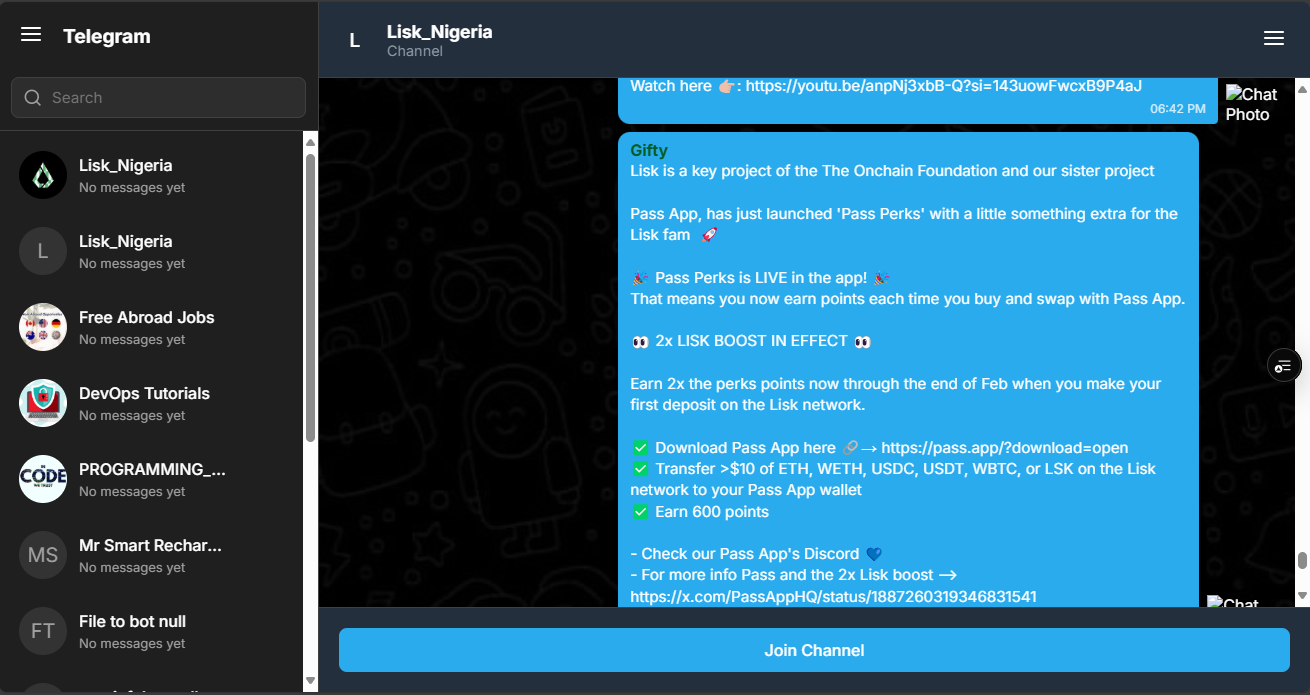 Telegram
Search
Lisk_Nigeria
No messages yet
L
Lisk_Nigeria
No messages yet
Free Abroad Jobs
No messages yet
DevOps Tutorials
No messages yet
IN
CODE
WE TRUST
PROGRAMMING_...
No messages yet
MS
Mr Smart Rechar...
No messages yet
FT
File to bot null
No messages yet
L
Lisk_Nigeria
Channel
Watch here 👉🏼: https://youtu.be/anpNj3xbB-Q?si=143uowFwcxB9P4aJ
06:42 PM
Chat
Photo
Gifty
Lisk is a key project of the The Onchain Foundation and our sister project
Pass App, has just launched 'Pass Perks' with a little something extra for the
Lisk fam 🚀
🎉 Pass Perks is LIVE in the app! 🎉
That means you now earn points each time you buy and swap with Pass App.
👀 2x LISK BOOST IN EFFECT 👀
Earn 2x the perks points now through the end of Feb when you make your
first deposit on the Lisk network.
✅ Download Pass App here 🔗→ https://pass.app/?download=open
✅ Transfer >$10 of ETH, WETH, USDC, USDT, WBTC, or LSK on the Lisk
network to your Pass App wallet
✅ Earn 600 points
- Check our Pass App's Discord 💙
- For more info Pass and the 2x Lisk boost —>
https://x.com/PassAppHQ/status/1887260319346831541
Chat
Join Channel